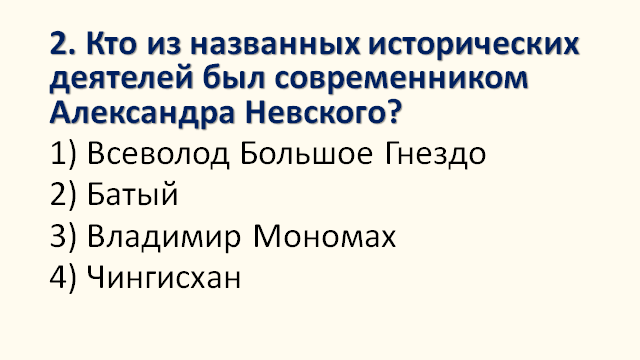 2. Кто из названных исторических
деятелей был современником
Александра Невского?
1) Всеволод Большое Гнездо
2) Батый
3) Владимир Мономах
4) Чингисхан